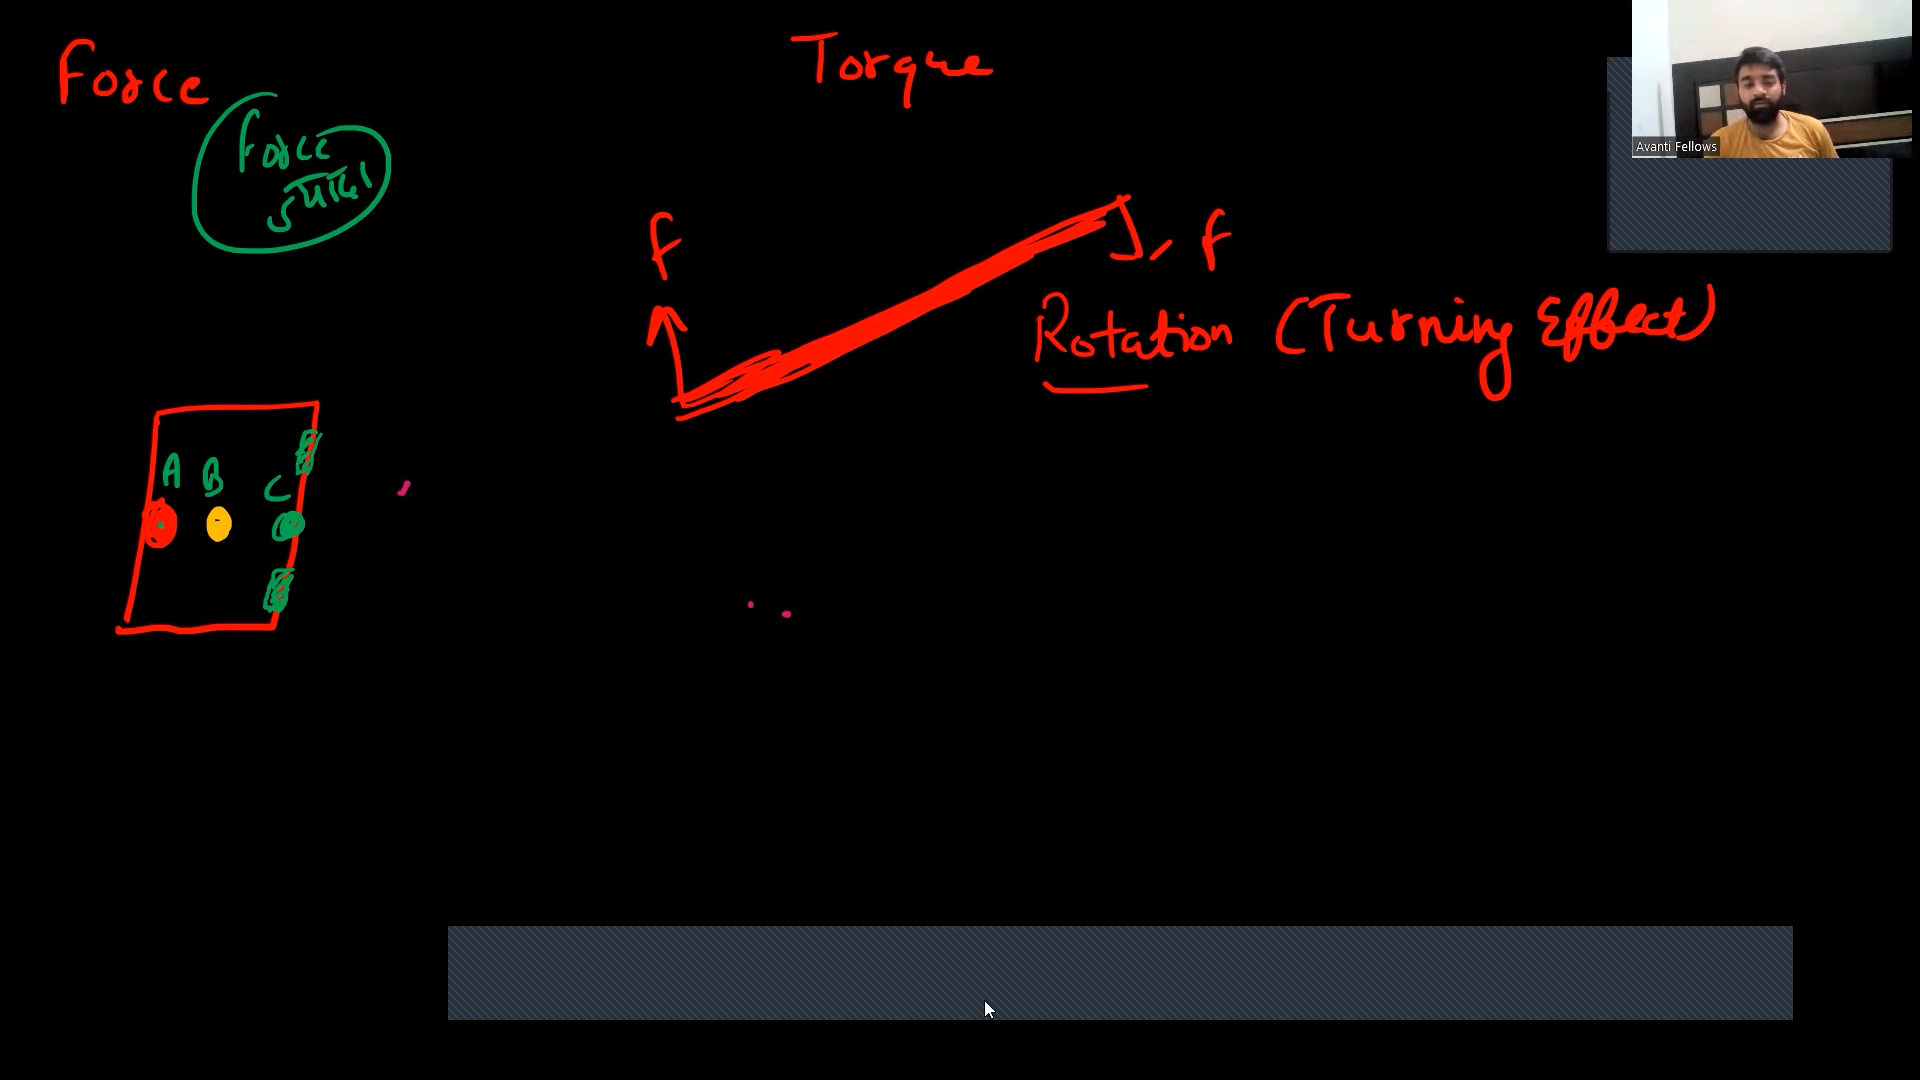 Force
Torque
Force
F
F
Rotation (Turning Effect)
A B C
Avanti Fellows